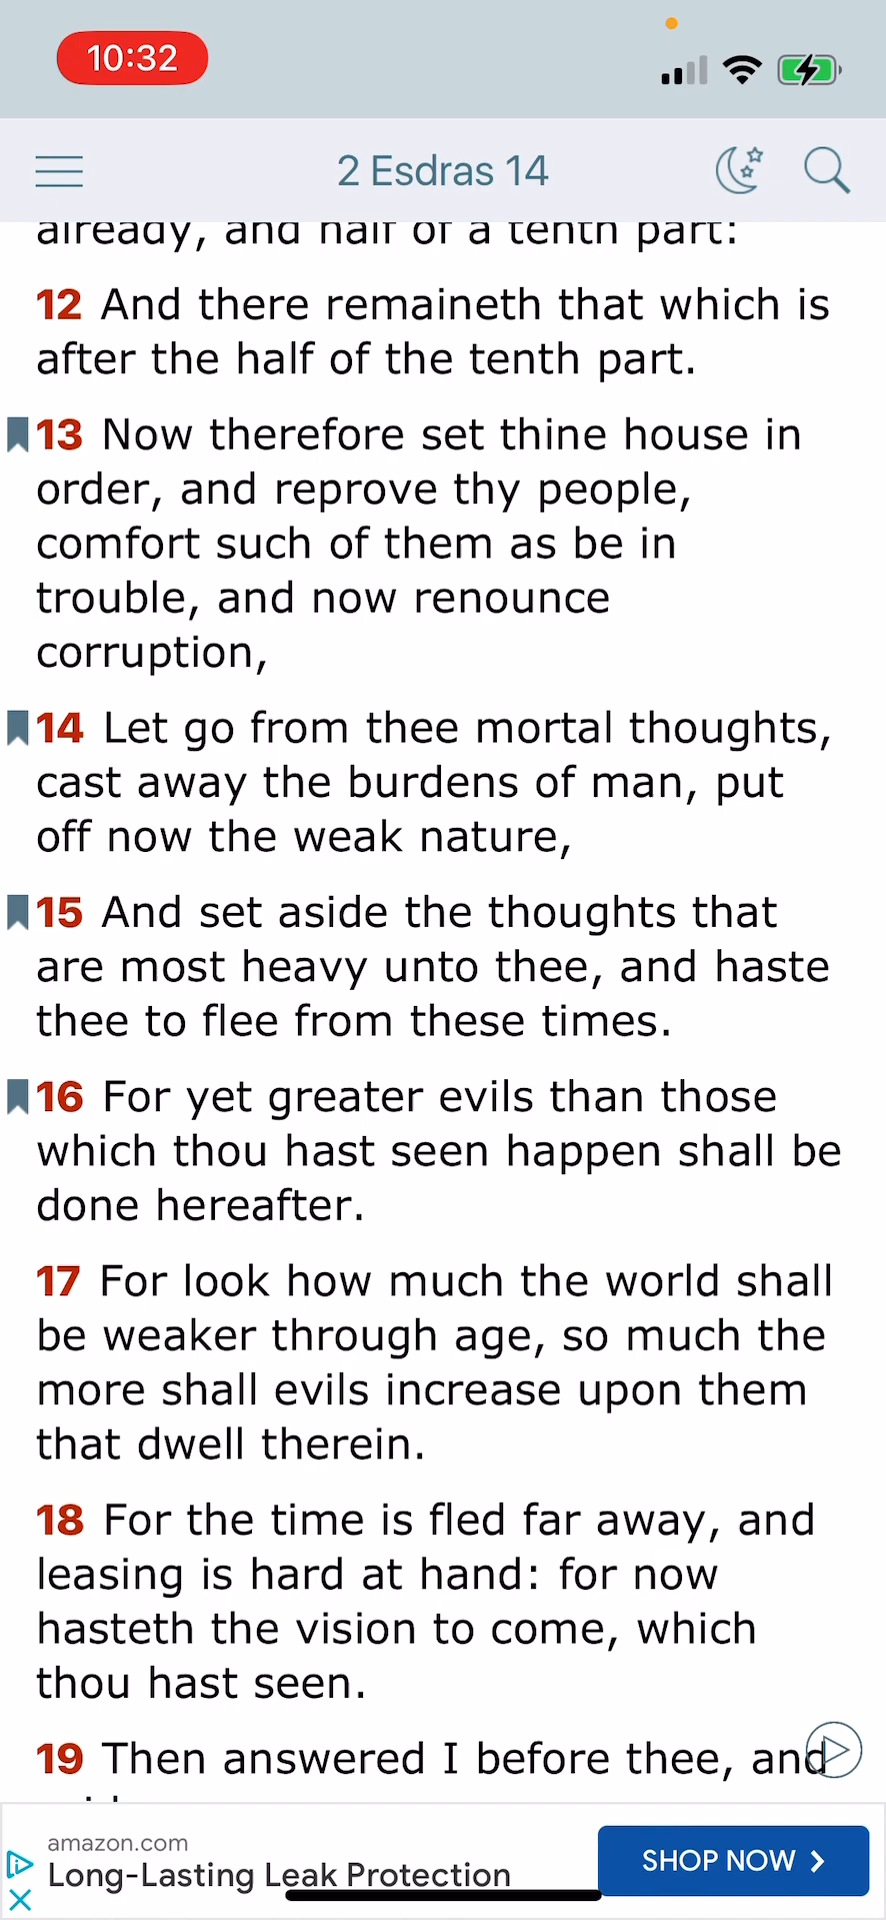 10:32
2 Esdras 14
already, and half of a tenth part:
12 And there remaineth that which is
after the half of the tenth part.
13 Now therefore set thine house in
order, and reprove thy people,
comfort such of them as be in
trouble, and now renounce
corruption,
14 Let go from thee mortal thoughts,
cast away the burdens of man, put
off now the weak nature,
15 And set aside the thoughts that
are most heavy unto thee, and haste
thee to flee from these times.
16 For yet greater evils than those
which thou hast seen happen shall be
done hereafter.
17 For look how much the world shall
be weaker through age, so much the
more shall evils increase upon them
that dwell therein.
18 For the time is fled far away, and
leasing is hard at hand: for now
hasteth the vision to come, which
thou hast seen.
19 Then answered I before thee, and
amazon.com
Long-Lasting Leak Protection
SHOP NOW